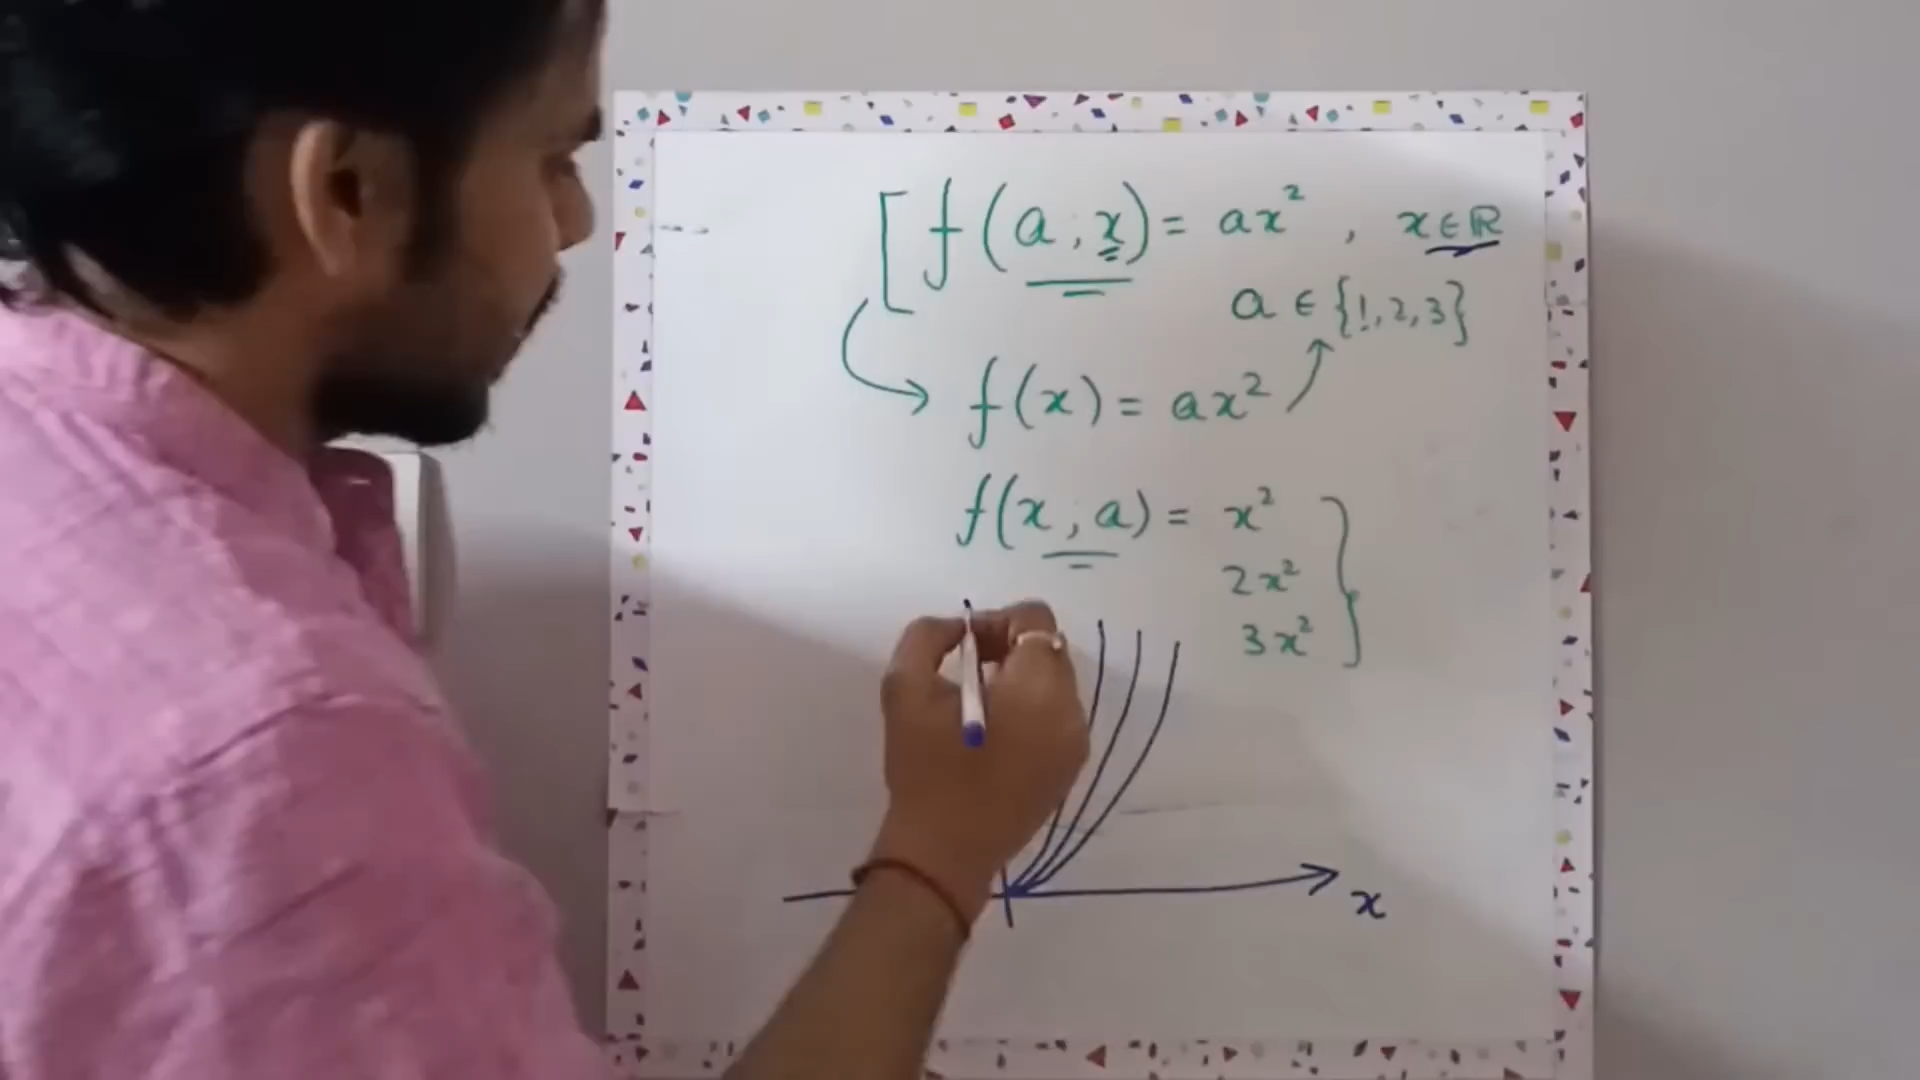 f(a, x) = ax², x ∈ ℝ
a ∈ {1, 2, 3}
f(x) = ax²
f(x, a) = x²
2x²
3x²
x